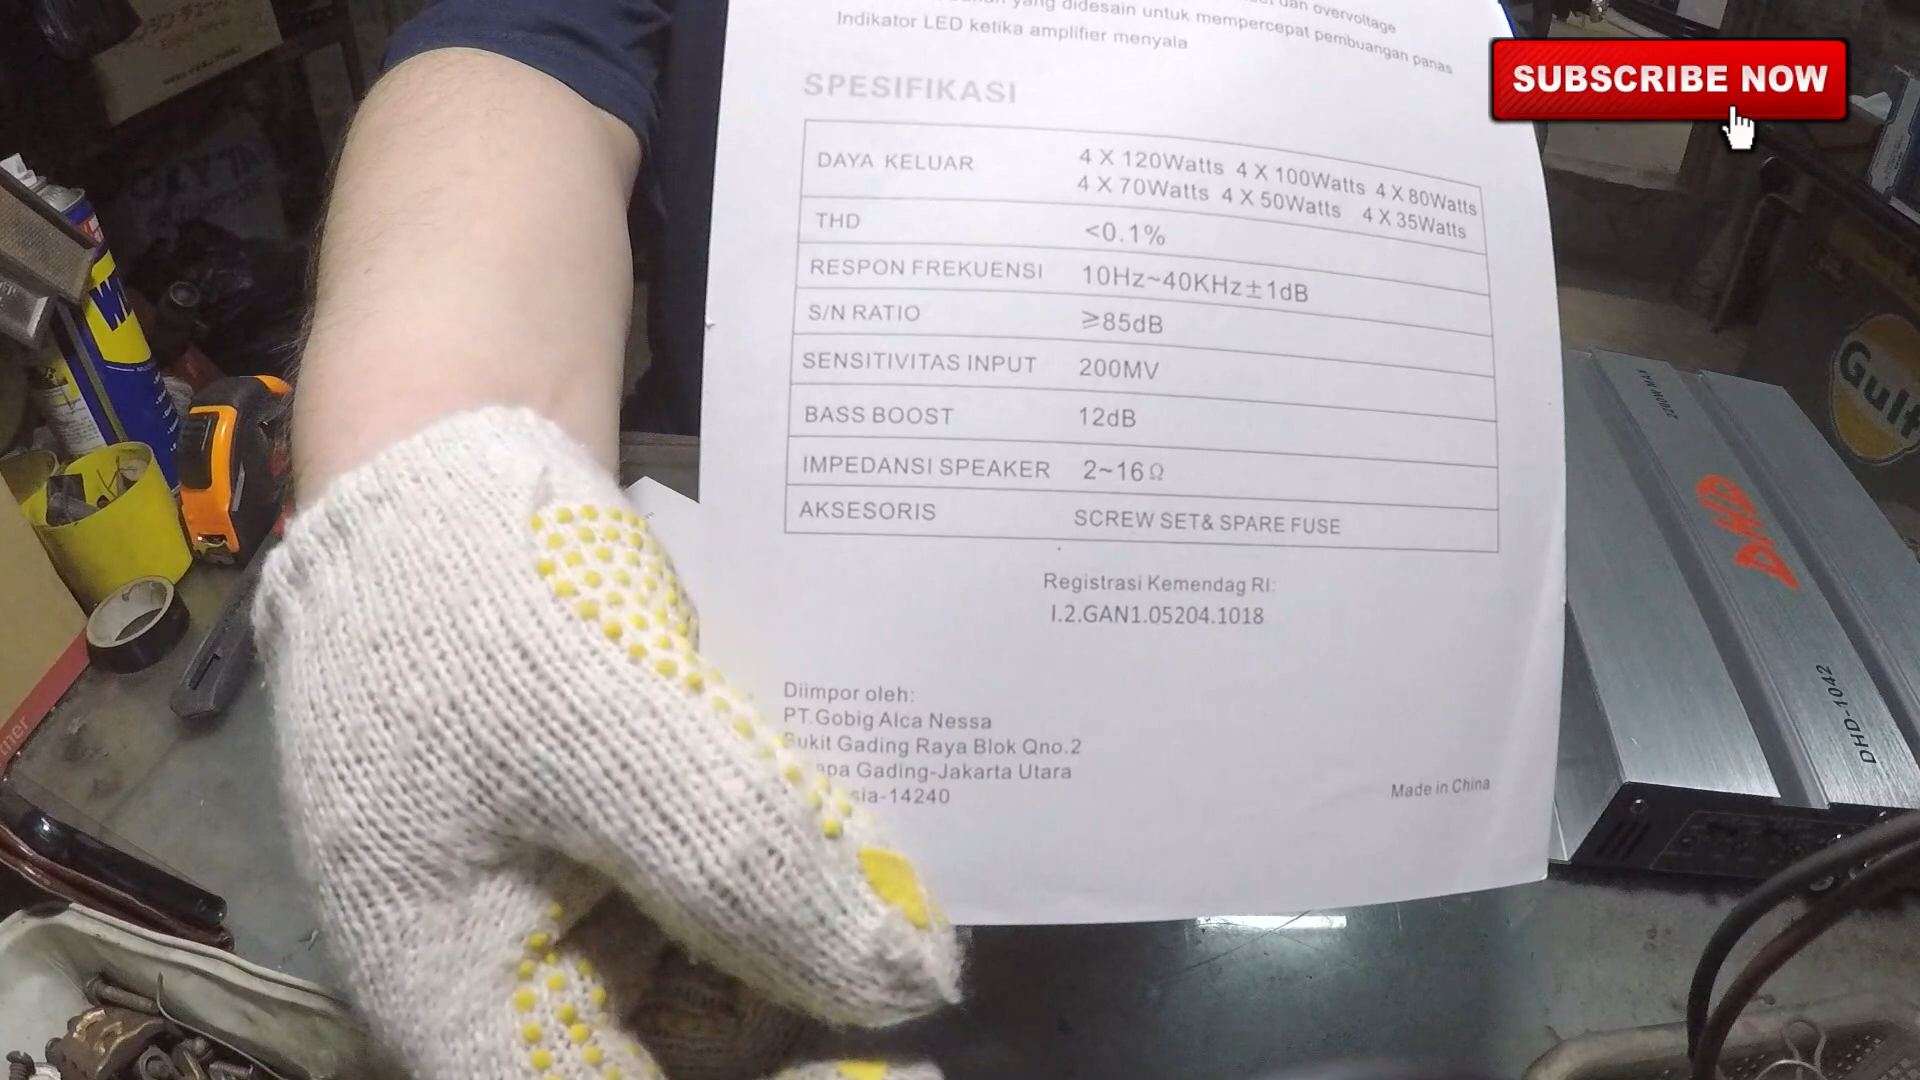 dan overvoltage
yang didesain untuk mempercepat pembuangan panas
Indikator LED ketika amplifier menyala
SUBSCRIBE NOW
SPESIFIKASI
DAYA KELUAR 4 X 120Watts 4 X 100Watts 4 X 80Watts
4 X 70Watts 4 X 50Watts 4 X 35Watts
THD <0.1%
RESPON FREKUENSI 10Hz~40KHz±1dB
S/N RATIO ≥85dB
SENSITIVITAS INPUT 200MV
BASS BOOST 12dB
IMPEDANSI SPEAKER 2~16Ω
AKSESORIS SCREW SET& SPARE FUSE
Registrasi Kemendag RI:
I.2.GAN1.05204.1018
Diimpor oleh:
PT.Gobig Alca Nessa
Gading Raya Blok Qno.2
Gading-Jakarta Utara
-14240
Made in China
Gulf
DHD
DHD-1042